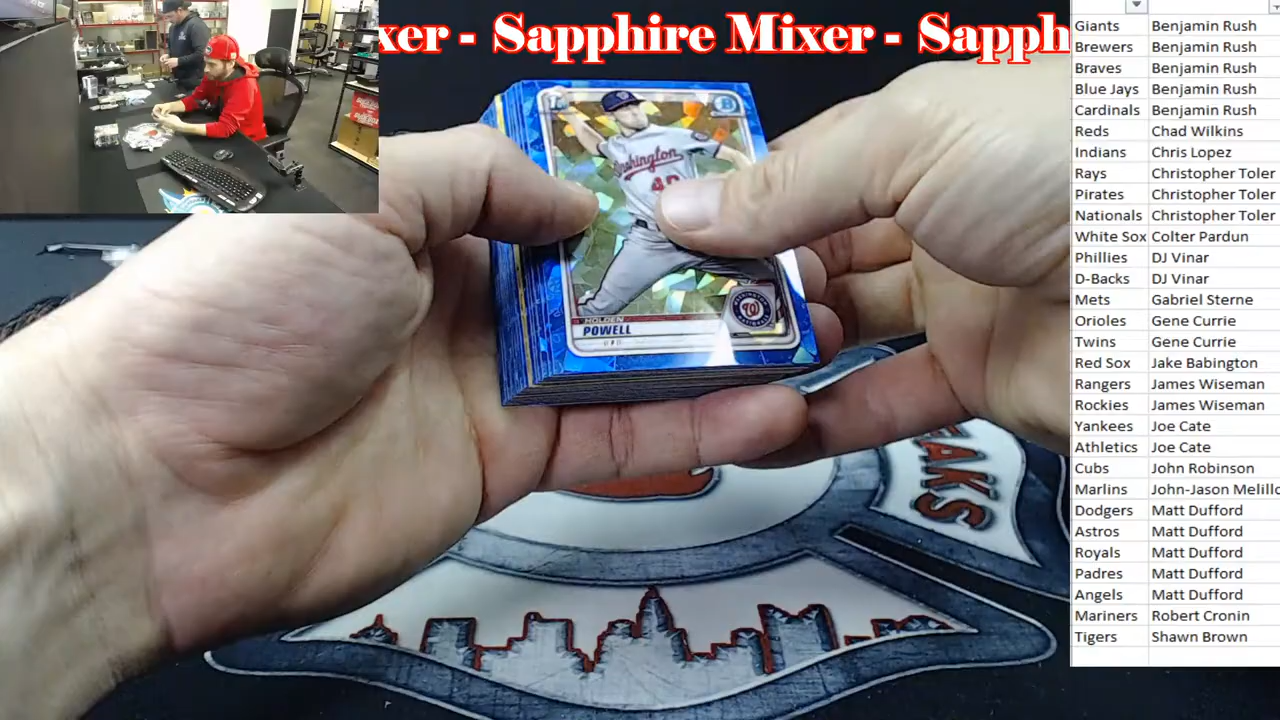 xer - Sapphire Mixer - Sapph
Giants Benjamin Rush
Brewers Benjamin Rush
Braves Benjamin Rush
Blue Jays Benjamin Rush
Cardinals Benjamin Rush
Reds Chad Wilkins
Indians Chris Lopez
Rays Christopher Toler
Pirates Christopher Toler
Nationals Christopher Toler
White Sox Colter Pardun
Phillies DJ Vinar
D-Backs DJ Vinar
Mets Gabriel Sterne
Orioles Gene Currie
Twins Gene Currie
Red Sox Jake Babington
Rangers James Wiseman
Rockies James Wiseman
Yankees Joe Cate
Athletics Joe Cate
Cubs John Robinson
Marlins John-Jason Melillo
Dodgers Matt Dufford
Astros Matt Dufford
Royals Matt Dufford
Padres Matt Dufford
Angels Matt Dufford
Mariners Robert Cronin
Tigers Shawn Brown
1st
Washington
HOLDEN
POWELL
W
EAKS